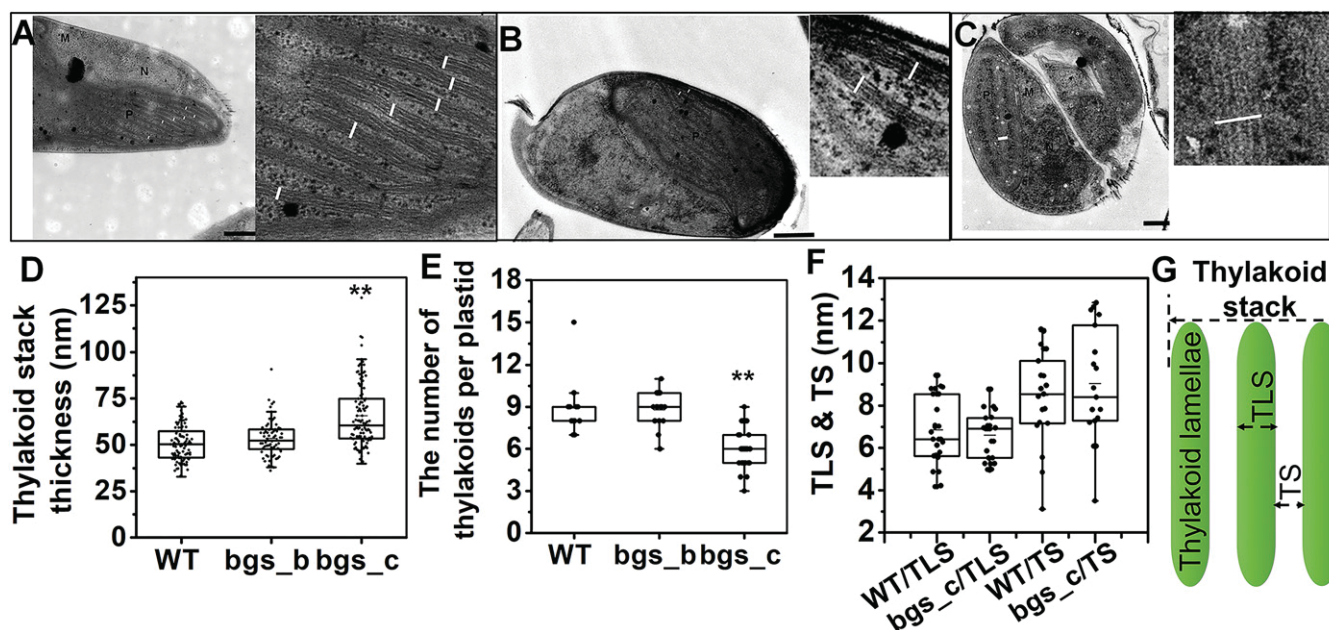 A
M
N
P
B
P
C
P
M
D
Thylakoid stack
thickness (nm)
125
100
75
50
25
0
**
WT
bgs_b
bgs_c
E
The number of
thylakoids per plastid
18
15
12
9
6
3
0
**
WT
bgs_b
bgs_c
F
TLS & TS (nm)
14
12
10
8
6
4
2
WT/TLS
bgs_c/TLS
WT/TS
bgs_c/TS
G
Thylakoid
stack
Thylakoid lamellae
TLS
TS